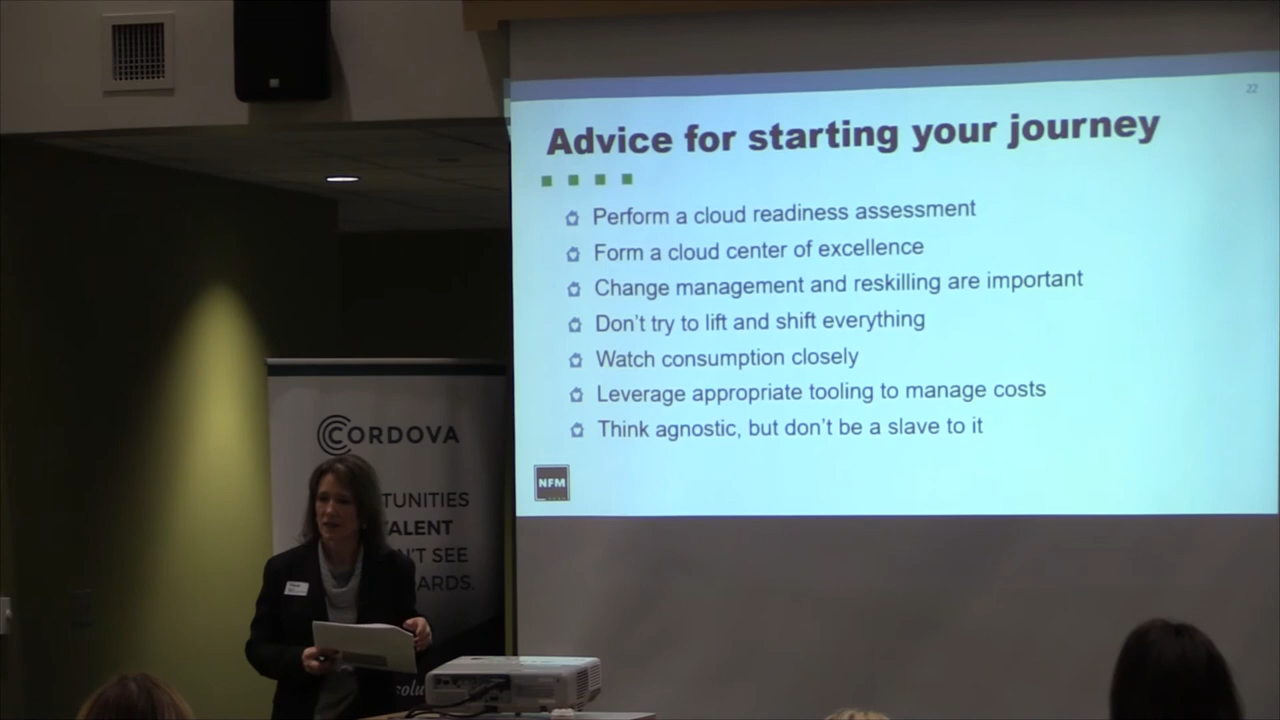 22
Advice for starting your journey
Perform a cloud readiness assessment
Form a cloud center of excellence
Change management and reskilling are important
Don't try to lift and shift everything
Watch consumption closely
Leverage appropriate tooling to manage costs
Think agnostic, but don't be a slave to it
NFM
CORDOVA
TUNITIES
ALENT
N'T SEE
ARDS.
olu